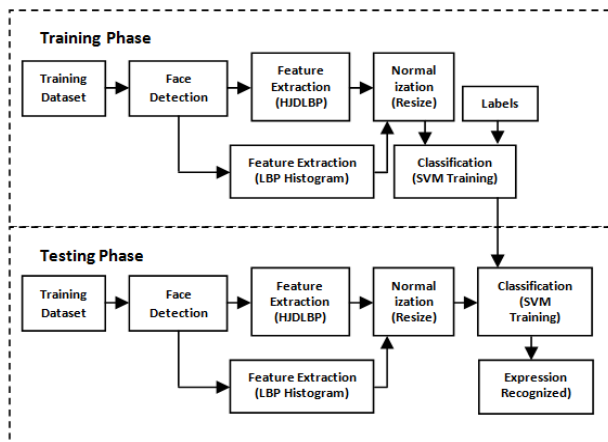 Training Phase
Training
Dataset
Face
Detection
Feature
Extraction
(HJDLBP)
Normal
ization
(Resize)
Labels
Feature Extraction
(LBP Histogram)
Classification
(SVM Training)
Testing Phase
Training
Dataset
Face
Detection
Feature
Extraction
(HJDLBP)
Normal
ization
(Resize)
Classification
(SVM
Training)
Feature Extraction
(LBP Histogram)
Expression
Recognized)